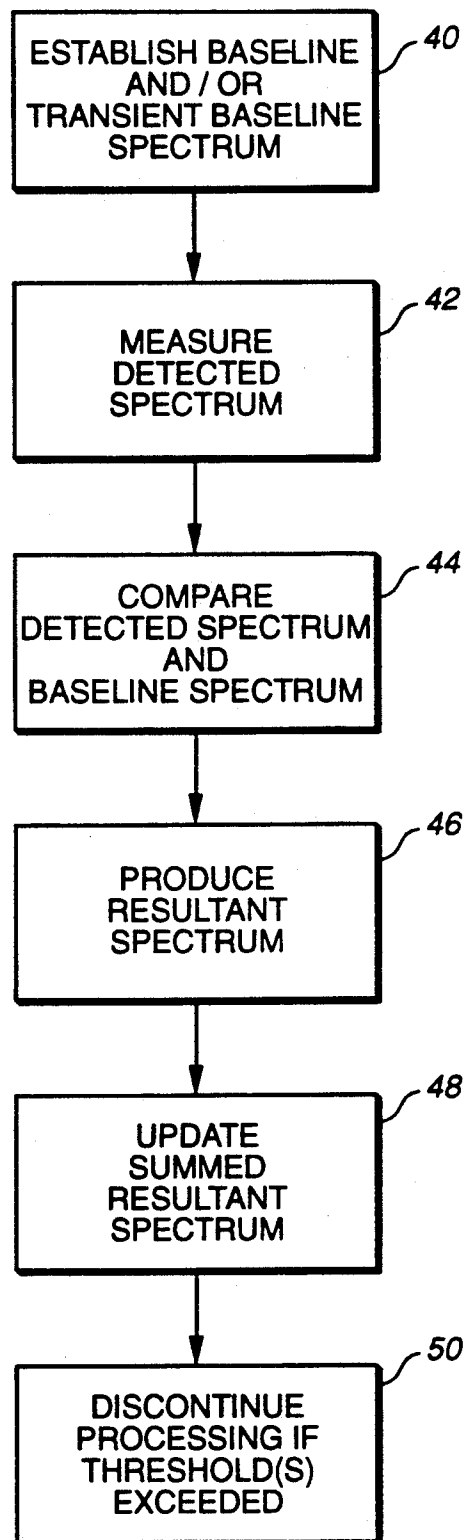 40
ESTABLISH BASELINE
AND / OR
TRANSIENT BASELINE
SPECTRUM
42
MEASURE
DETECTED
SPECTRUM
44
COMPARE
DETECTED SPECTRUM
AND
BASELINE SPECTRUM
46
PRODUCE
RESULTANT
SPECTRUM
48
UPDATE
SUMMED
RESULTANT
SPECTRUM
50
DISCONTINUE
PROCESSING IF
THRESHOLD(S)
EXCEEDED